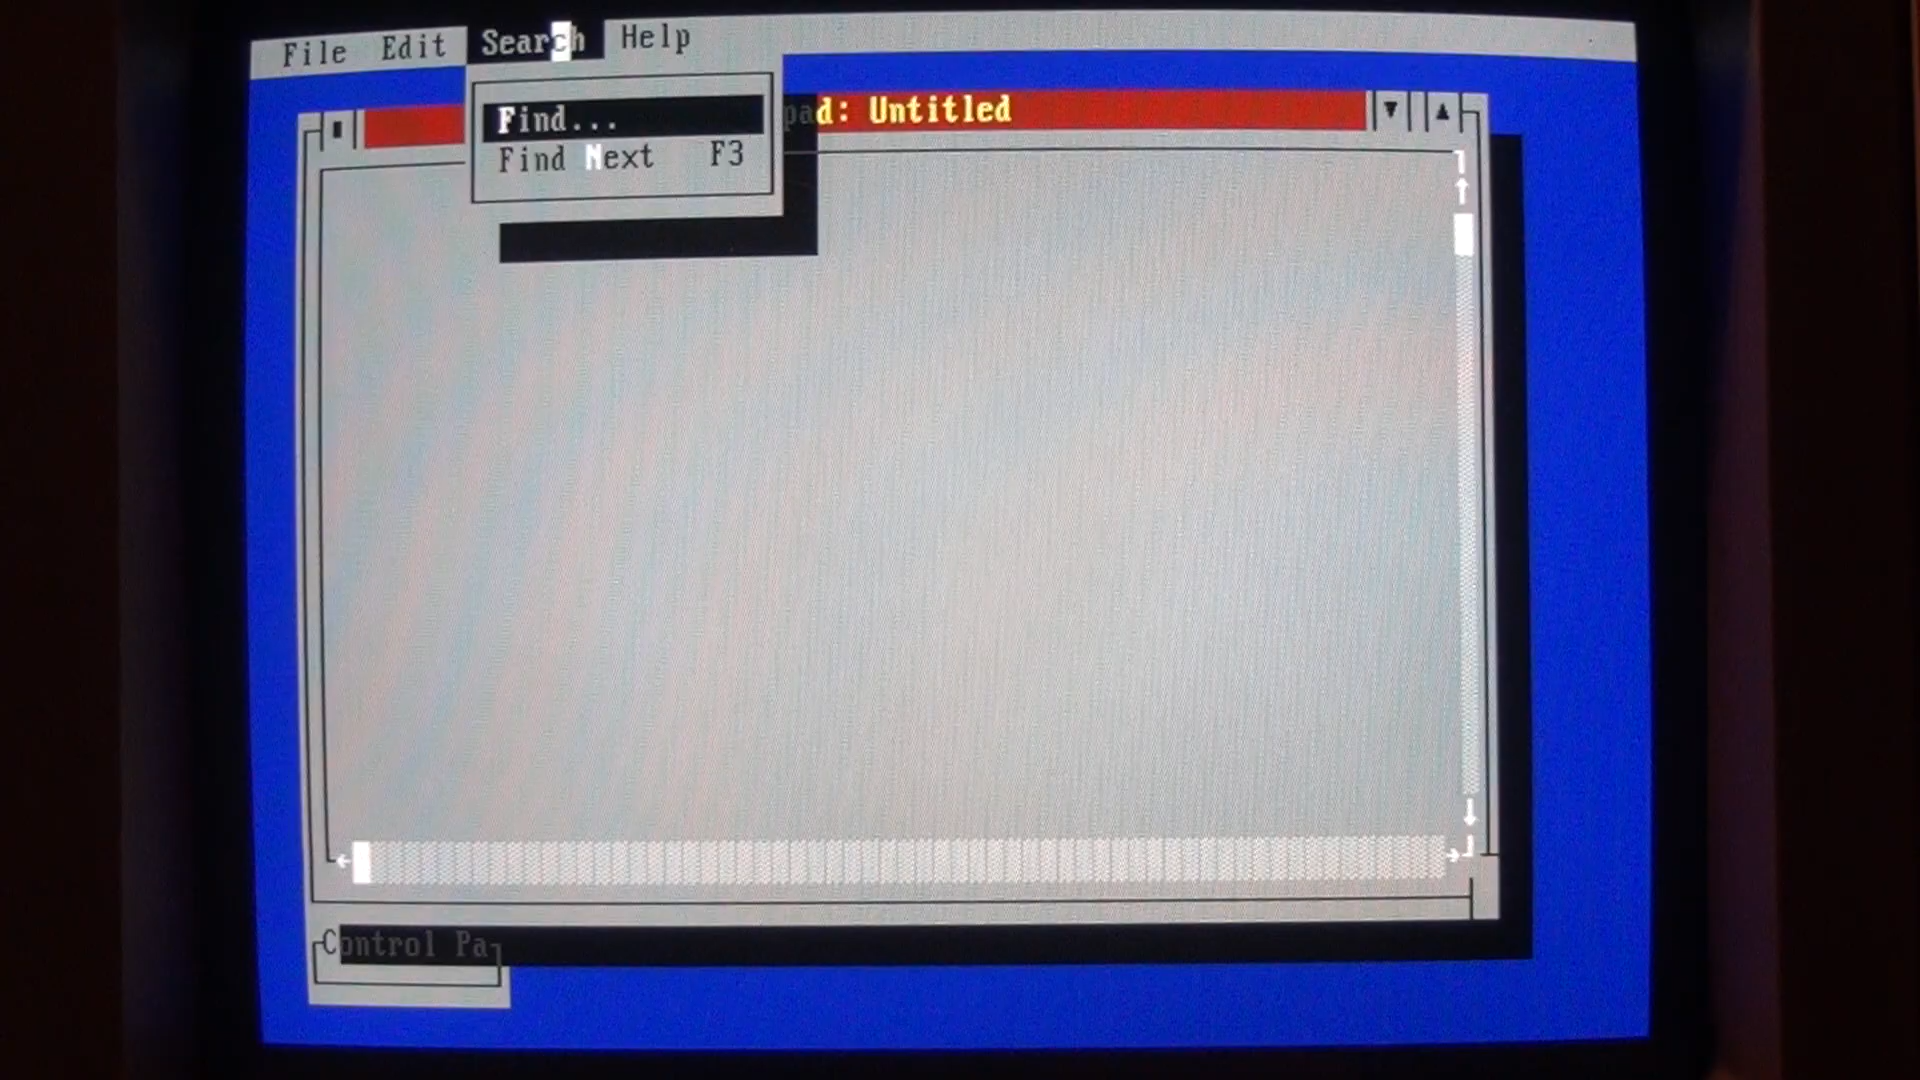 File Edit Search Help
pad: Untitled
Find...
Find Next F3
Control Pa